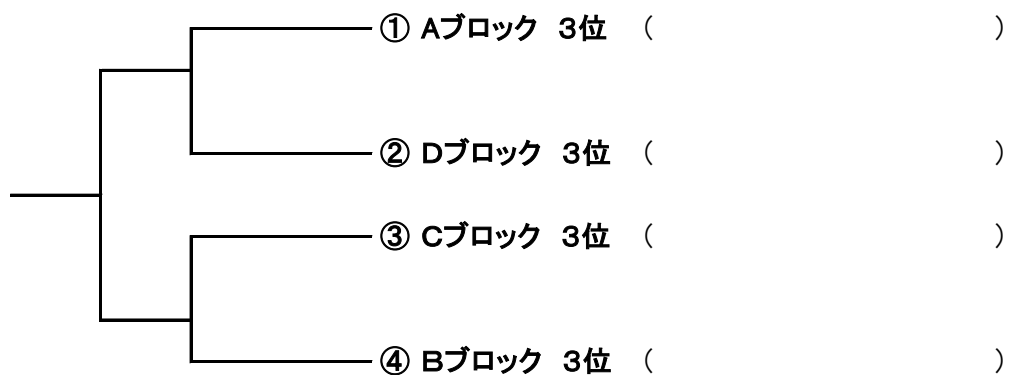 ① Aブロック　３位　（　　　　　　　　　　　）
② Dブロック　３位　（　　　　　　　　　　　）
③ Cブロック　３位　（　　　　　　　　　　　）
④ Bブロック　３位　（　　　　　　　　　　　）